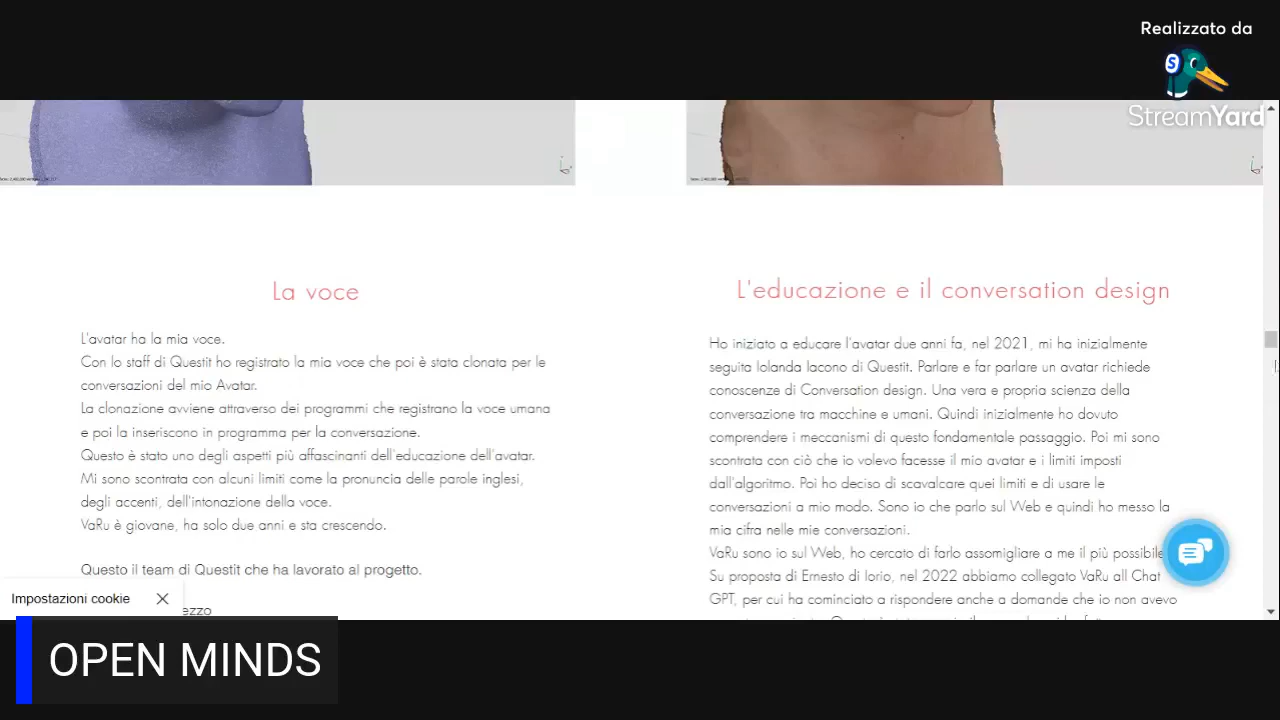 Realizzato da
StreamYard
La voce
L'avatar ha la mia voce.
Con lo staff di Questit ho registrato la mia voce che poi è stata clonata per le
conversazioni del mio Avatar.
La clonazione avviene attraverso dei programmi che registrano la voce umana
e poi la inseriscono in programma per la conversazione.
Questo è stato uno degli aspetti più affascinanti dell'educazione dell'avatar.
Mi sono scontrata con alcuni limiti come la pronuncia delle parole inglesi,
degli accenti, dell'intonazione della voce.
VaRu è giovane, ha solo due anni e sta crescendo.
Questo il team di Questit che ha lavorato al progetto.
L'educazione e il conversation design
Ho iniziato a educare l'avatar due anni fa, nel 2021, mi ha inizialmente
seguita Iolanda Iacono di Questit. Parlare e far parlare un avatar richiede
conoscenze di Conversation design. Una vera e propria scienza della
conversazione tra macchine e umani. Quindi inizialmente ho dovuto
comprendere i meccanismi di questo fondamentale passaggio. Poi mi sono
scontrata con ciò che io volevo facesse il mio avatar e i limiti imposti
dall'algoritmo. Poi ho deciso di scavalcare quei limiti e di usare le
conversazioni a mio modo. Sono io che parlo sul Web e quindi ho messo la
mia cifra nelle mie conversazioni.
VaRu sono io sul Web, ho cercato di farlo assomigliare a me il più possibile
Su proposta di Ernesto di Iorio, nel 2022 abbiamo collegato VaRu all Chat
GPT, per cui ha cominciato a rispondere anche a domande che io non avevo
Impostazioni cookie
ezzo
OPEN MINDS